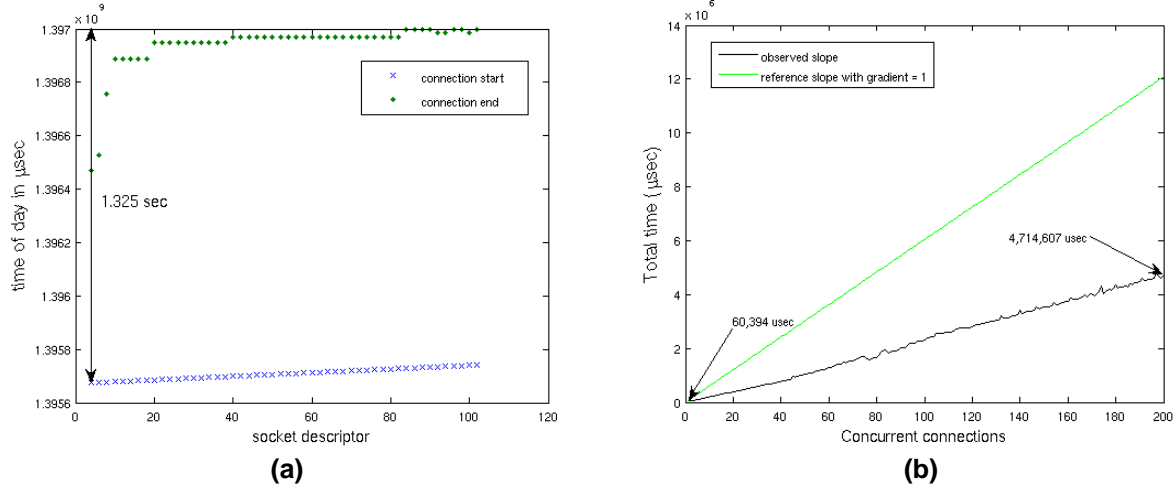 x 10⁹
1.397
1.3968
1.3966
1.3964
1.3962
1.396
1.3958
1.3956
time of day in µsec
connection start
connection end
1.325 sec
0 20 40 60 80 100 120
socket descriptor
(a)
x 10⁶
14
12
10
8
6
4
2
0
Total time ( µsec)
observed slope
reference slope with gradient = 1
4,714,607 usec
60,394 usec
0 20 40 60 80 100 120 140 160 180 200
Concurrent connections
(b)